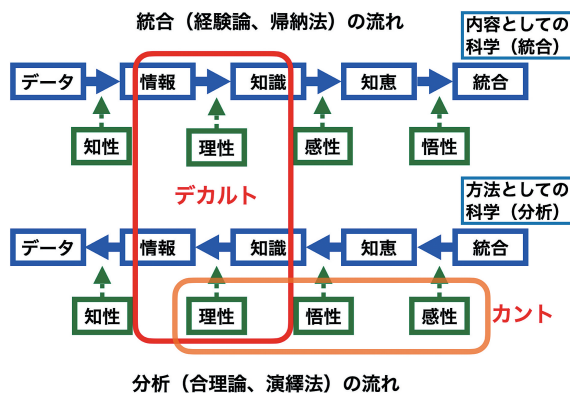 統合（経験論、帰納法）の流れ
内容としての
科学（統合）
データ
情報
知識
知恵
統合
知性
理性
感性
悟性
デカルト
方法としての
科学（分析）
データ
情報
知識
知恵
統合
知性
理性
悟性
感性
カント
分析（合理論、演繹法）の流れ